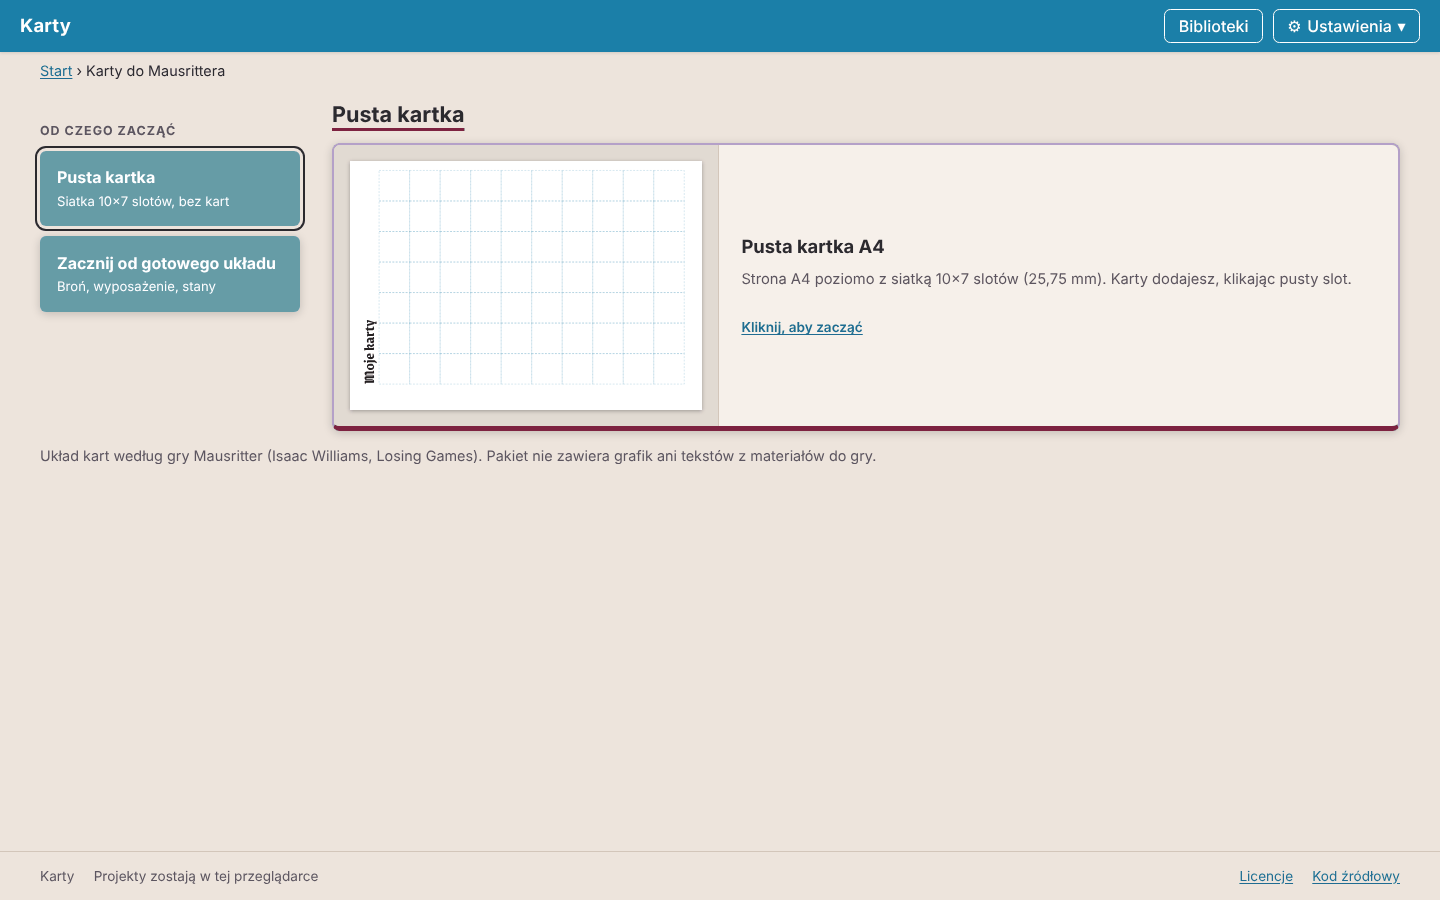 Karty
Biblioteki
⚙ Ustawienia ▾
Start › Karty do Mausrittera
OD CZEGO ZACZĄĆ
Pusta kartka
Siatka 10×7 slotów, bez kart
Zacznij od gotowego układu
Broń, wyposażenie, stany
Pusta kartka
Moje karty
Pusta kartka A4
Strona A4 poziomo z siatką 10×7 slotów (25,75 mm). Karty dodajesz, klikając pusty slot.
Kliknij, aby zacząć
Układ kart według gry Mausritter (Isaac Williams, Losing Games). Pakiet nie zawiera grafik ani tekstów z materiałów do gry.
Karty
Projekty zostają w tej przeglądarce
Licencje
Kod źródłowy